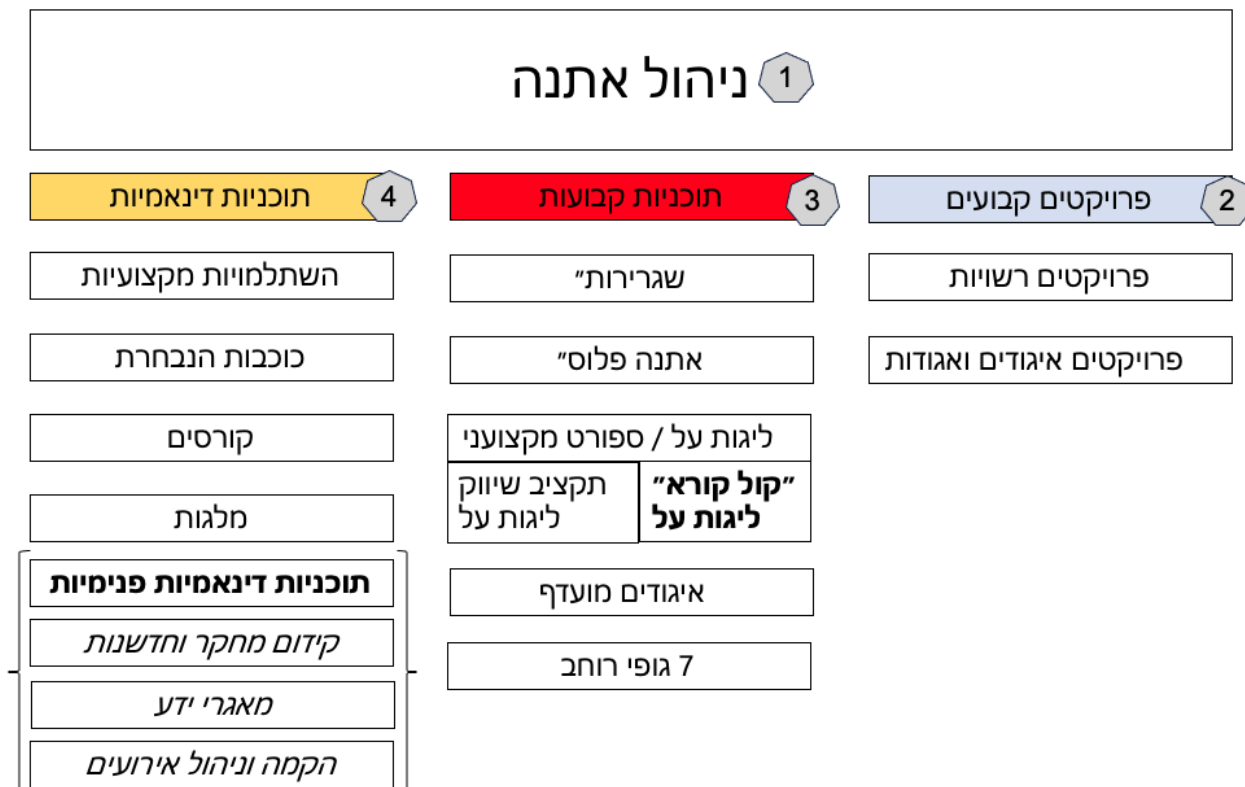 1 ניהול אתנה
2 פרויקטים קבועים
פרויקטים רשויות
פרויקטים איגודים ואגודות
3 תוכניות קבועות
שגרירות״
אתנה פלוס״
ליגות על / ספורט מקצועני
״קול קורא״
ליגות על
תקציב שיווק
ליגות על
איגודים מועדף
7 גופי רוחב
4 תוכניות דינאמיות
השתלמויות מקצועיות
כוכבות הנבחרת
קורסים
מלגות
תוכניות דינאמיות פנימיות
קידום מחקר וחדשנות
מאגרי ידע
הקמה וניהול אירועים